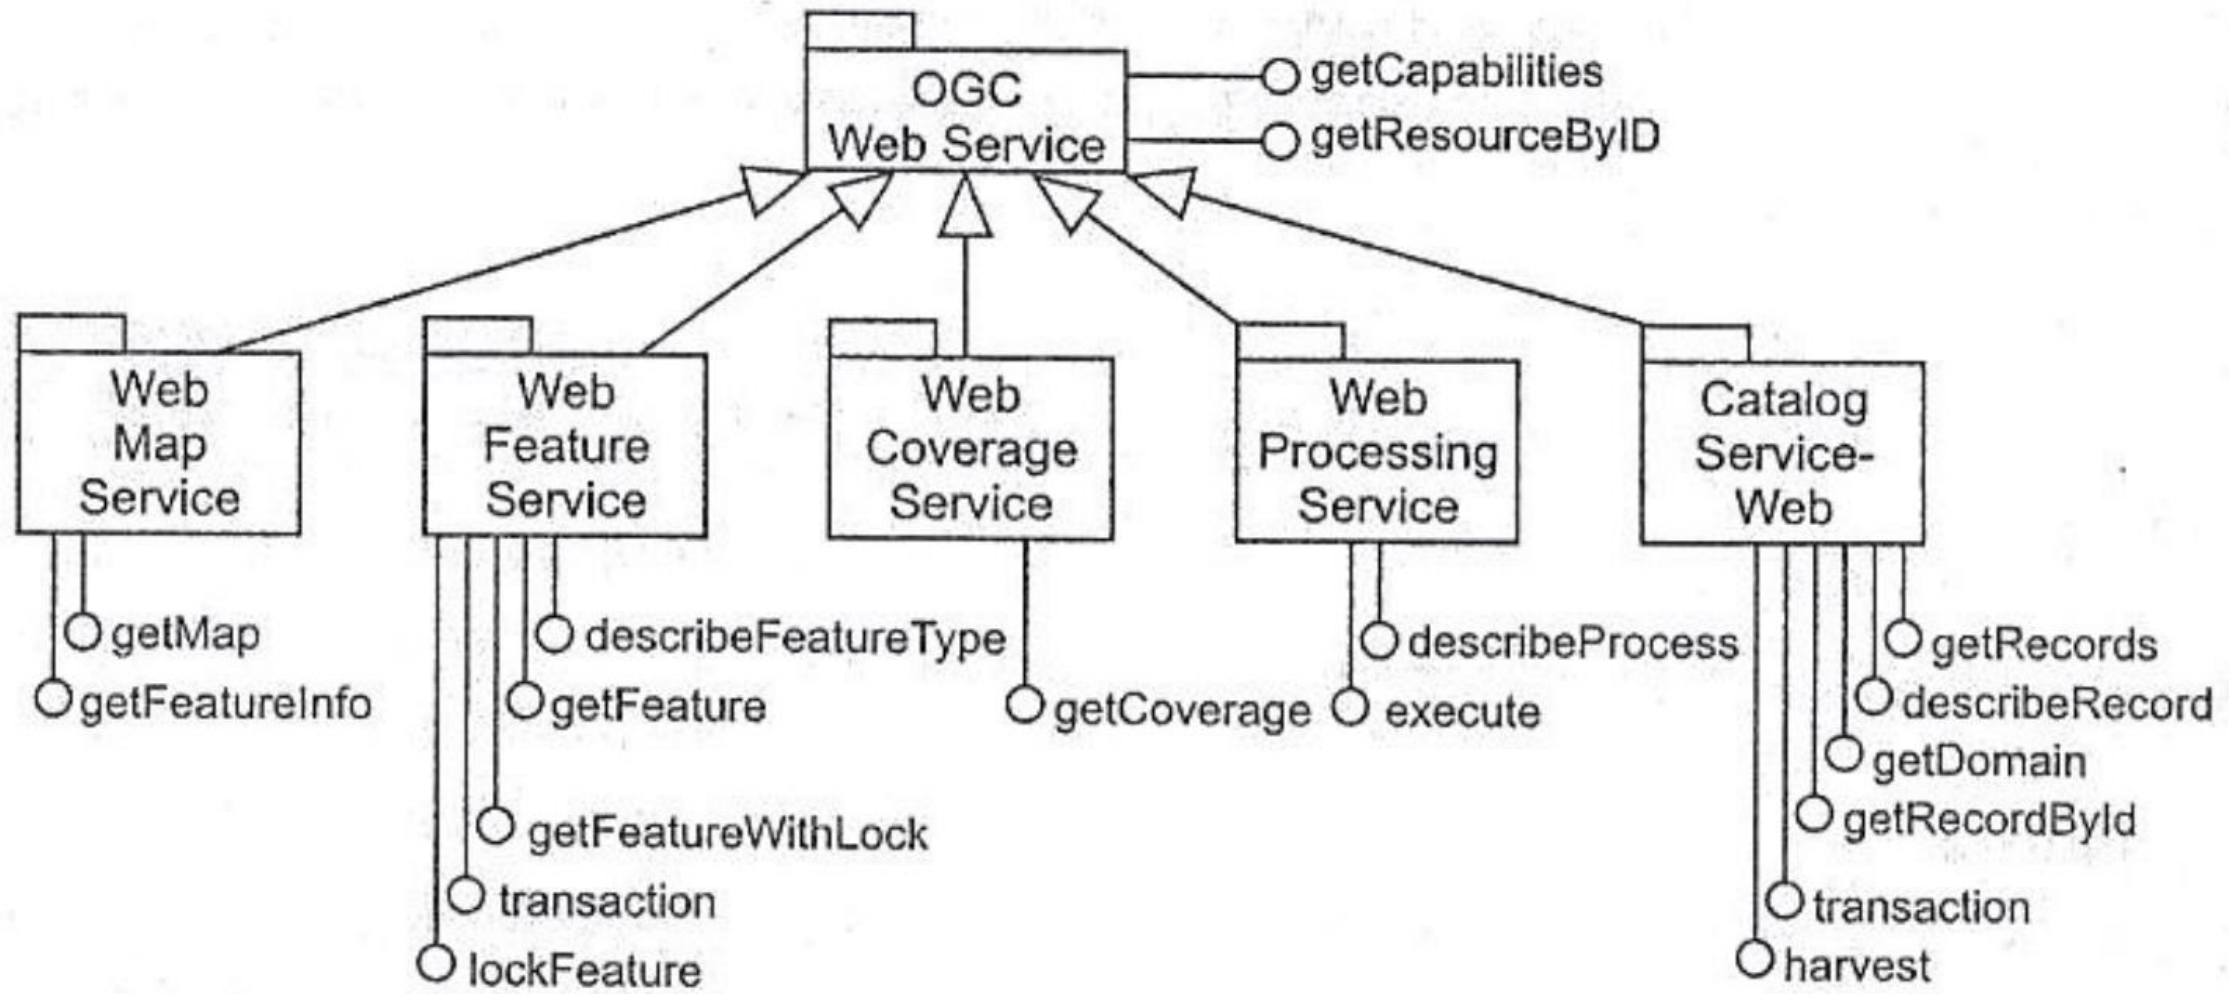 OGC
Web Service
getCapabilities
getResourceByID
Web
Map
Service
Web
Feature
Service
Web
Coverage
Service
Web
Processing
Service
Catalog
Service-
Web
getMap
getFeatureInfo
describeFeatureType
getFeature
getFeatureWithLock
transaction
lockFeature
getCoverage
describeProcess
execute
getRecords
describeRecord
getDomain
getRecordById
transaction
harvest